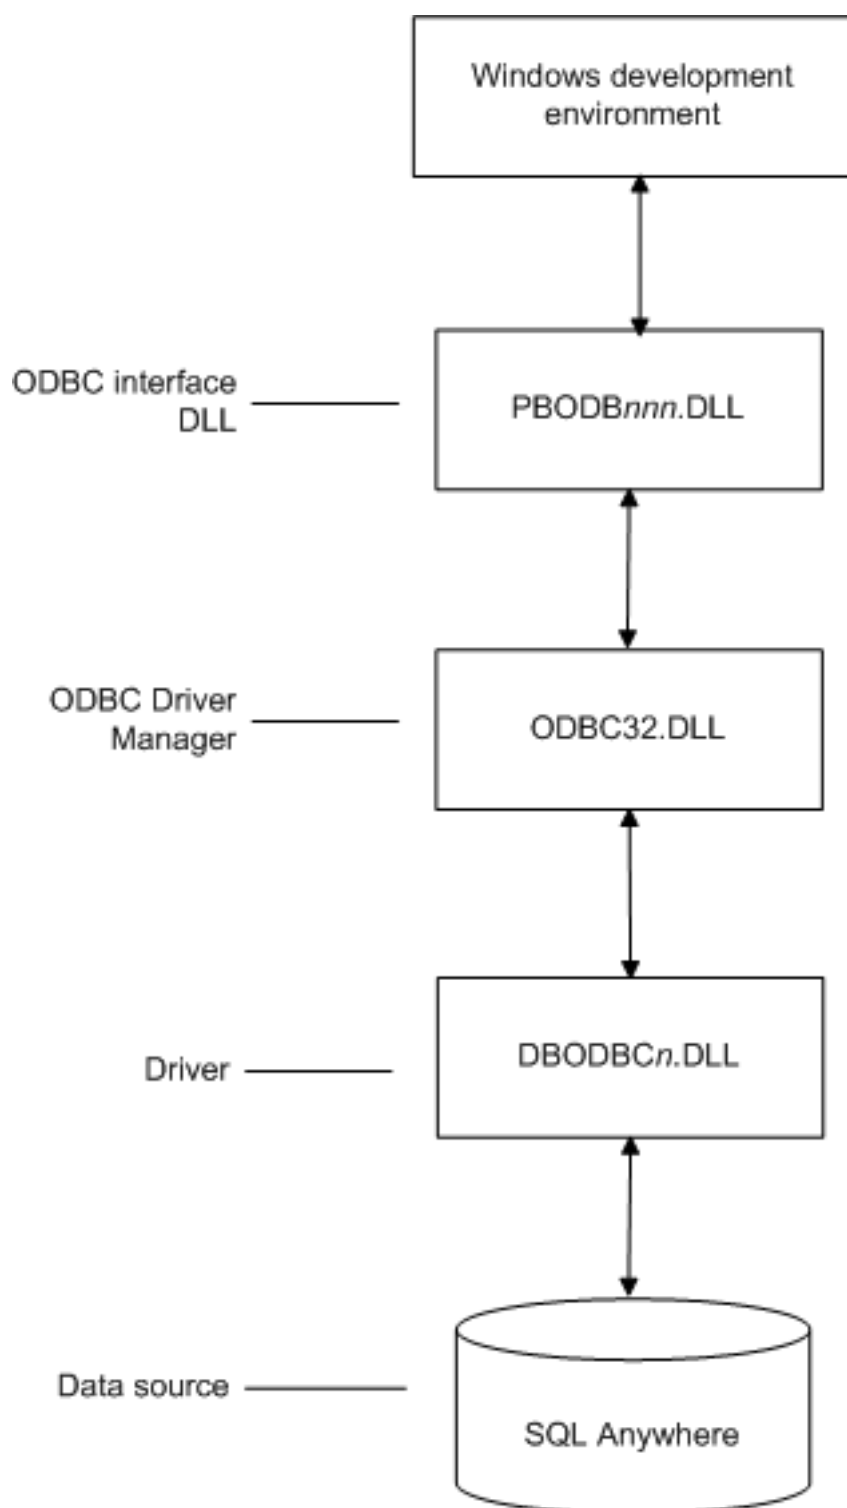 Windows development
environment
ODBC interface
DLL
PBODBnnn.DLL
ODBC Driver
Manager
ODBC32.DLL
Driver
DBODBCn.DLL
Data source
SQL Anywhere